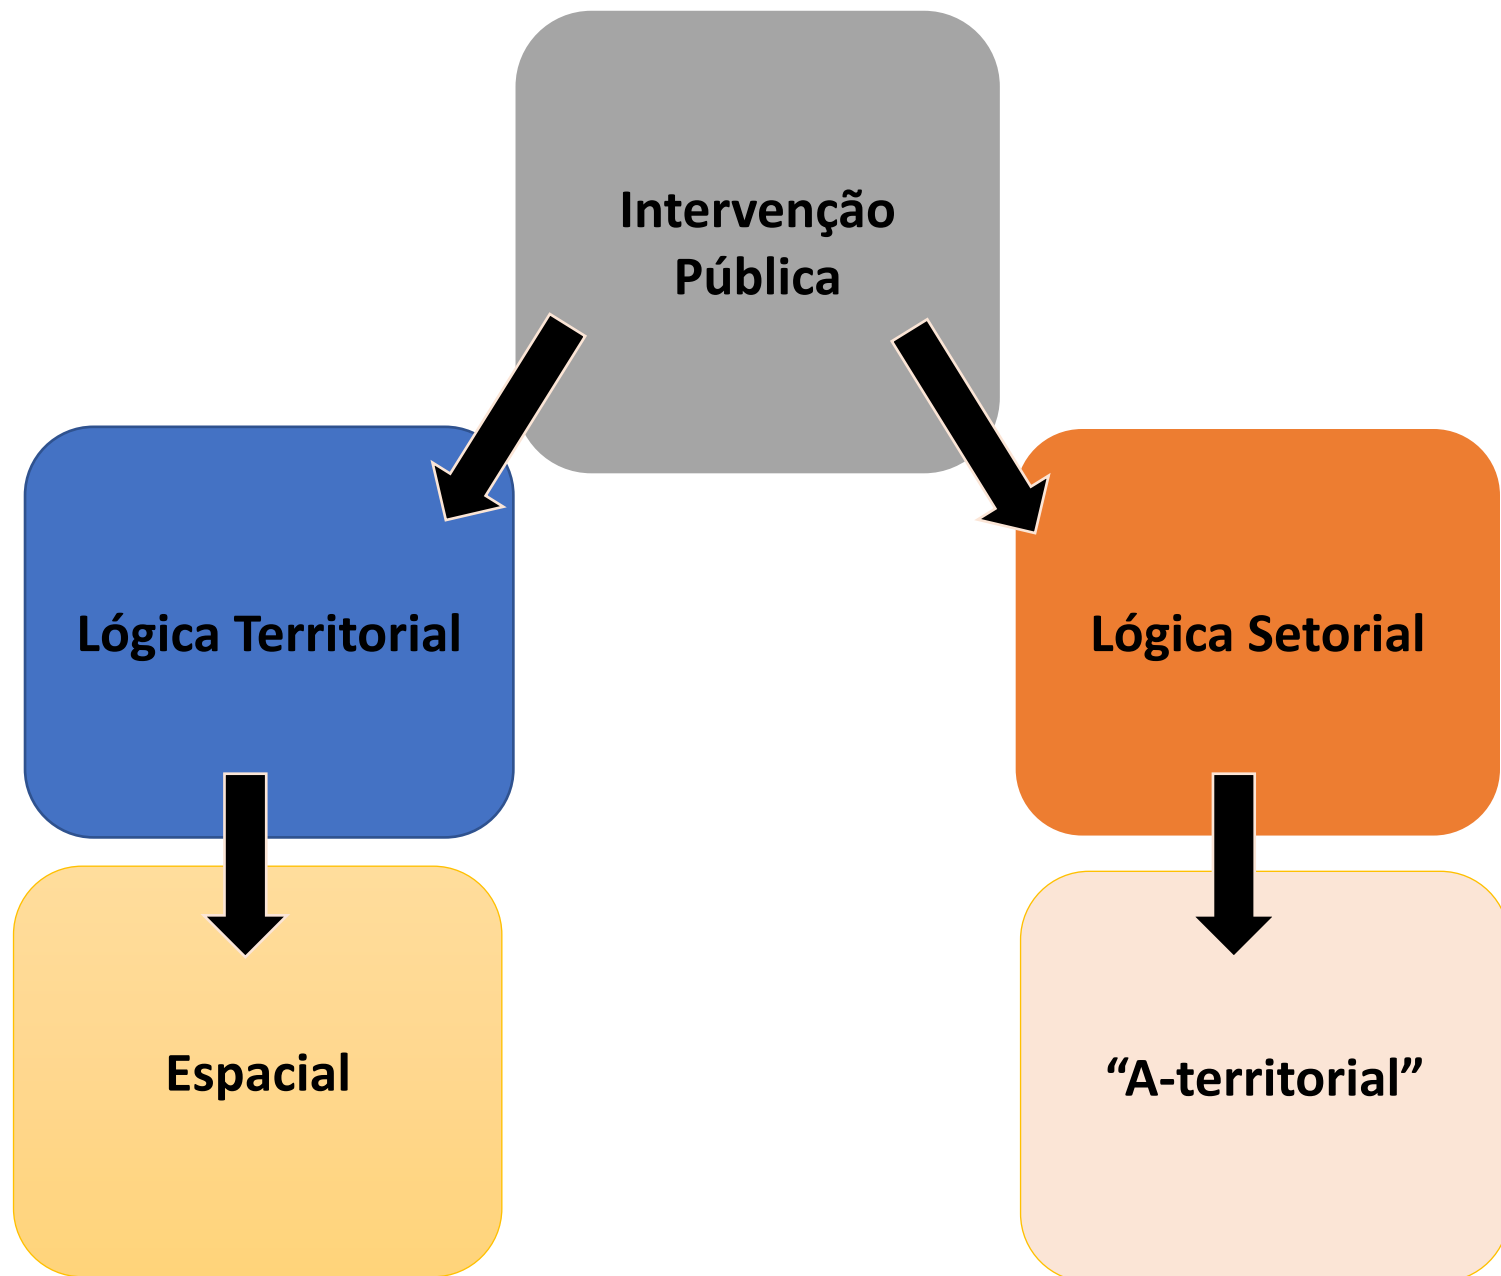 Intervenção
Pública
Lógica Territorial
Lógica Setorial
Espacial
“A-territorial”